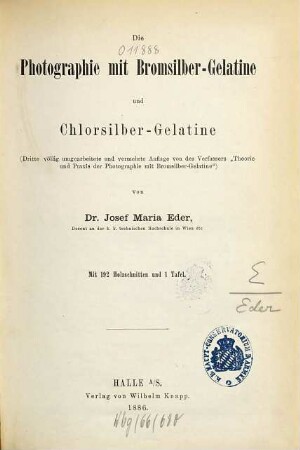 Die
011888
Photographie mit Bromsilber-Gelatine
und
Chlorsilber-Gelatine
(Dritte völlig umgearbeitete und vermehrte Auflage von des Verfassers „Theorie
und Praxis der Photographie mit Bromsilber-Gelatine“)
von
Dr. Josef Maria Eder,
Docent an der k. k. technischen Hochschule in Wien etc.
Mit 192 Holzschnitten und 1 Tafel.
E
Eder
HALLE A/S.
Verlag von Wilhelm Knapp.
1886.